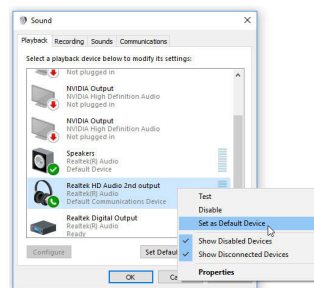 Sound
Playback Recording Sounds Communications
Select a playback device below to modify its settings:
Not plugged in
NVIDIA Output
NVIDIA High Definition Audio
Not plugged in
NVIDIA Output
NVIDIA High Definition Audio
Not plugged in
Speakers
Realtek(R) Audio
Default Device
Realtek HD Audio 2nd output
Realtek(R) Audio
Default Communications Device
Realtek Digital Output
Realtek(R) Audio
Ready
Test
Disable
Set as Default Device
Show Disabled Devices
Show Disconnected Devices
Properties
Configure Set Defaul
OK Ca